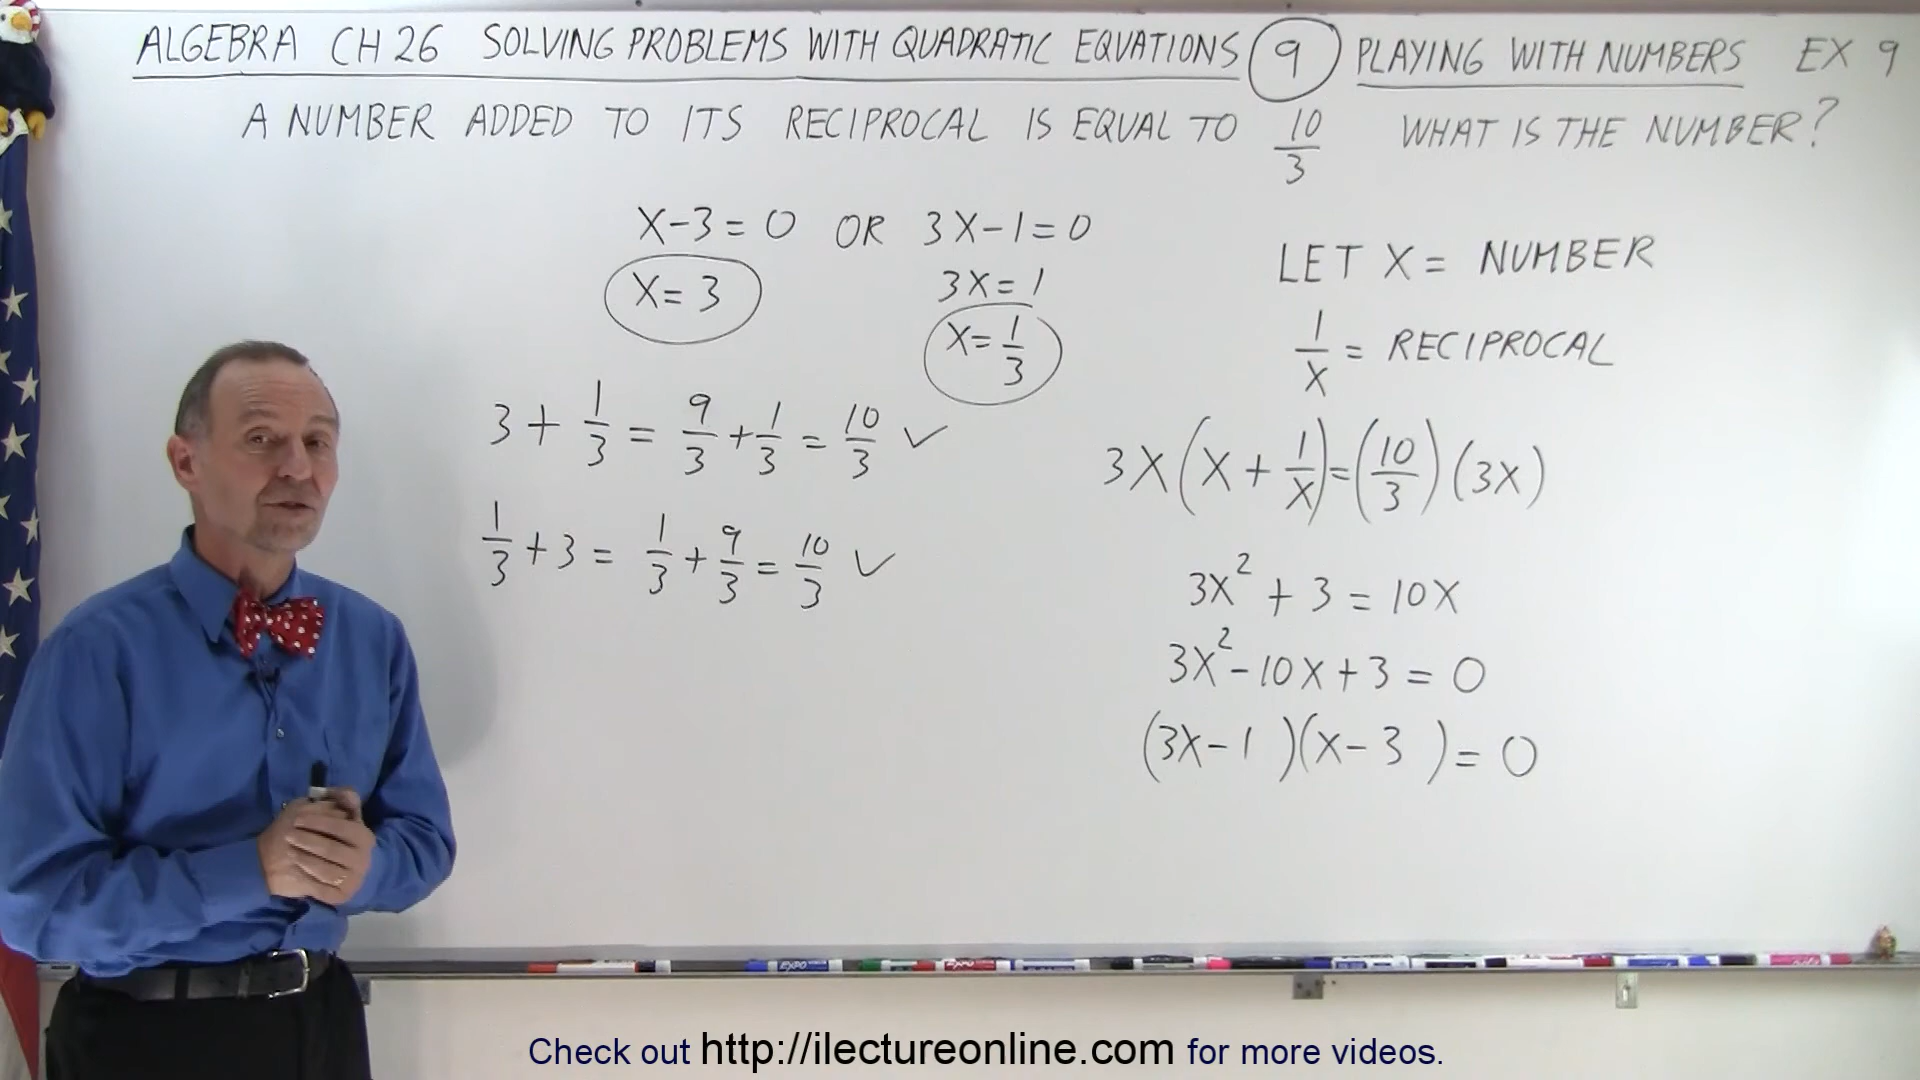 ALGEBRA CH 26 SOLVING PROBLEMS WITH QUADRATIC EQUATIONS 9 PLAYING WITH NUMBERS EX 9
A NUMBER ADDED TO ITS RECIPROCAL IS EQUAL TO 10/3 WHAT IS THE NUMBER?
X-3=0 OR 3X-1=0
X=3
3X=1
X=1/3
3+1/3=9/3+1/3=10/3 ✓
1/3+3=1/3+9/3=10/3 ✓
LET X= NUMBER
1/X = RECIPROCAL
3X(X+1/X)=(10/3)(3X)
3X²+3=10X
3X²-10X+3=0
(3X-1)(X-3)=0
EXPO
EXPO
Check out http://ilectureonline.com for more videos.